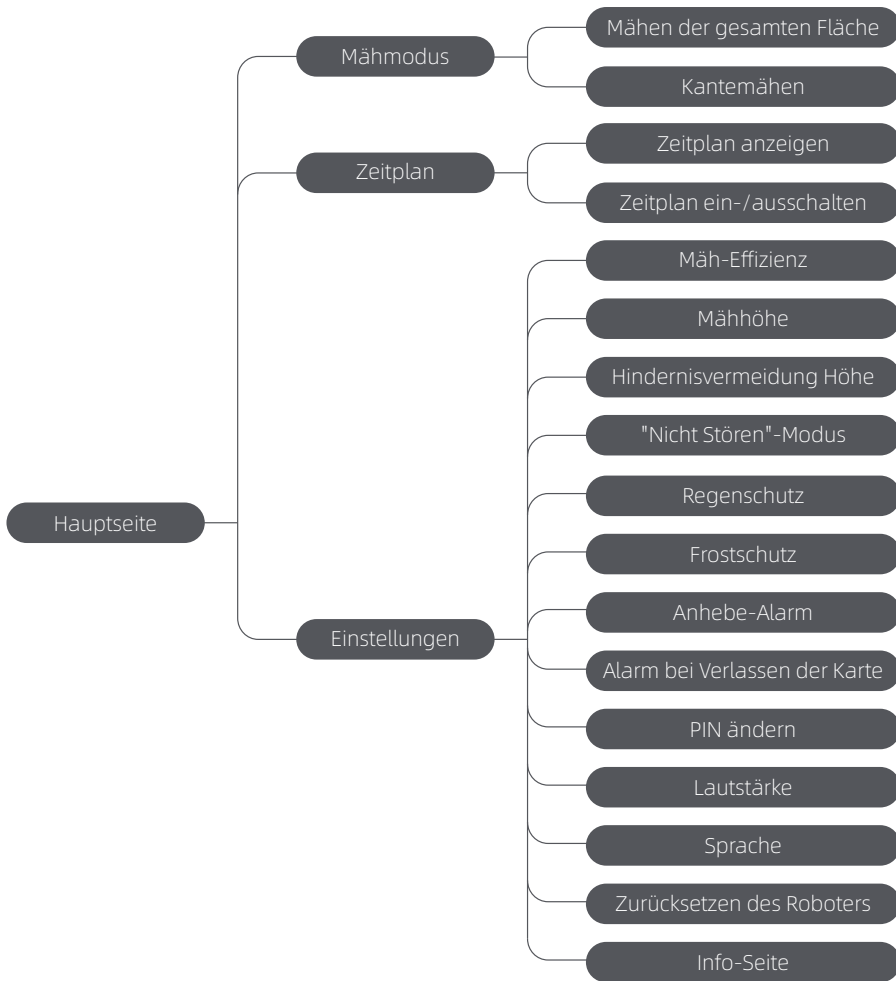 Hauptseite
Mähmodus
Mähen der gesamten Fläche
Kantemähen
Zeitplan
Zeitplan anzeigen
Zeitplan ein-/ausschalten
Einstellungen
Mäh-Effizienz
Mähhöhe
Hindernisvermeidung Höhe
"Nicht Stören"-Modus
Regenschutz
Frostschutz
Anhebe-Alarm
Alarm bei Verlassen der Karte
PIN ändern
Lautstärke
Sprache
Zurücksetzen des Roboters
Info-Seite